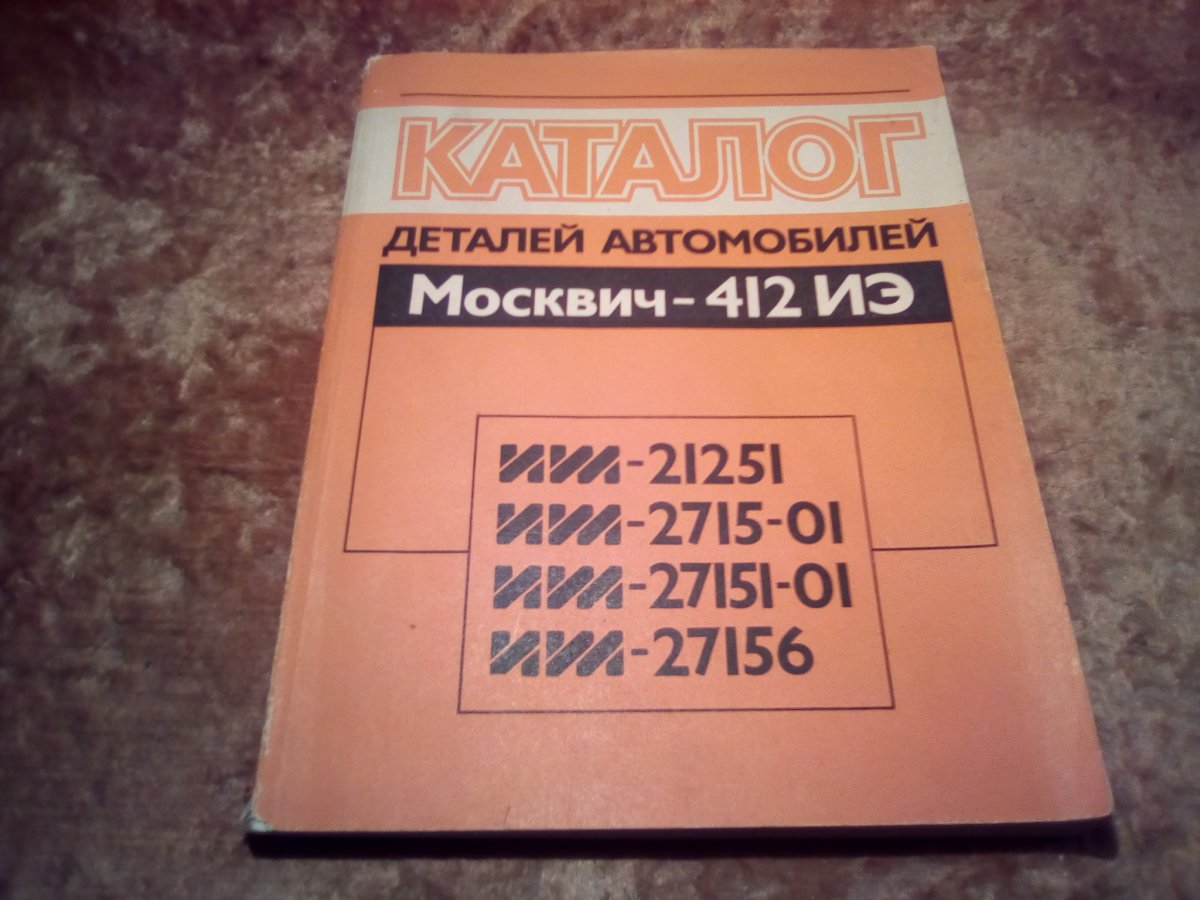 КАТАЛОГ
ДЕТАЛЕЙ АВТОМОБИЛЕЙ
Москвич-412 ИЭ
ИЖ-21251
ИЖ-2715-01
ИЖ-27151-01
ИЖ-27156